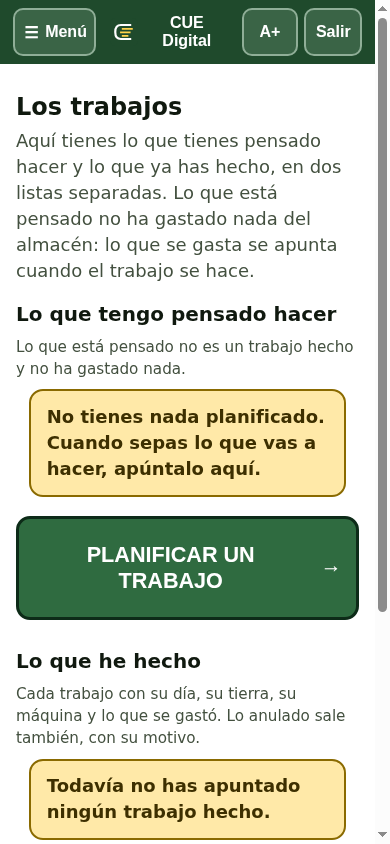 ☰ Menú
CUE
Digital
A+
Salir
Los trabajos
Aquí tienes lo que tienes pensado
hacer y lo que ya has hecho, en dos
listas separadas. Lo que está
pensado no ha gastado nada del
almacén: lo que se gasta se apunta
cuando el trabajo se hace.
Lo que tengo pensado hacer
Lo que está pensado no es un trabajo hecho
y no ha gastado nada.
No tienes nada planificado.
Cuando sepas lo que vas a
hacer, apúntalo aquí.
PLANIFICAR UN
TRABAJO →
Lo que he hecho
Cada trabajo con su día, su tierra, su
máquina y lo que se gastó. Lo anulado sale
también, con su motivo.
Todavía no has apuntado
ningún trabajo hecho.